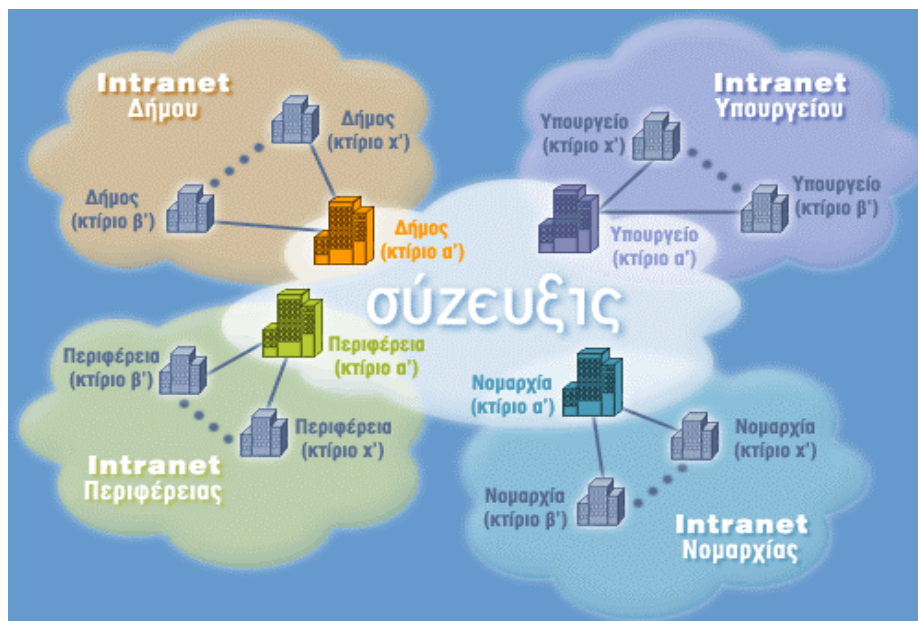 Intranet
Δήμου
Δήμος
(κτίριο x')
Δήμος
(κτίριο β')
Δήμος
(κτίριο α')
Intranet
Υπουργείου
Υπουργείο
(κτίριο x')
Υπουργείο
(κτίριο β')
Υπουργείο
(κτίριο α')
σύζευξις
Περιφέρεια
(κτίριο β')
Περιφέρεια
(κτίριο α')
Περιφέρεια
(κτίριο x')
Intranet
Περιφέρειας
Νομαρχία
(κτίριο α')
Νομαρχία
(κτίριο x')
Νομαρχία
(κτίριο β')
Intranet
Νομαρχίας